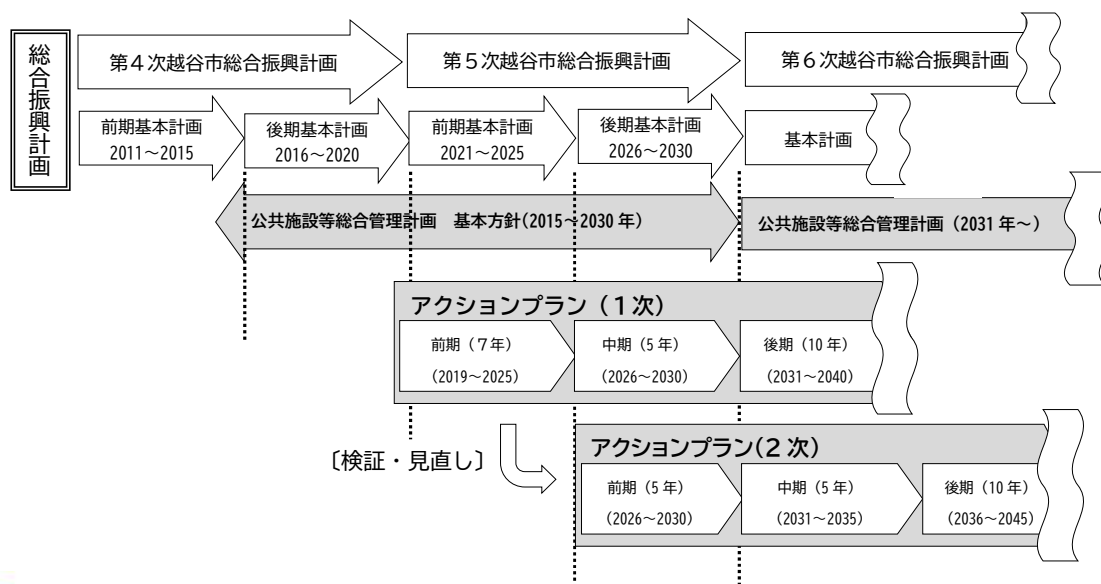 総合振興計画
第４次越谷市総合振興計画
第５次越谷市総合振興計画
第６次越谷市総合振興計画
前期基本計画
2011～2015
後期基本計画
2016～2020
前期基本計画
2021～2025
後期基本計画
2026～2030
基本計画
公共施設等総合管理計画　基本方針(2015～2030 年)
公共施設等総合管理計画（2031 年～）
アクションプラン（１次）
前期（７年）
（2019～2025）
中期（5 年）
（2026～2030）
後期（10 年）
（2031～2040）
〔検証・見直し〕
アクションプラン(２次)
前期（5 年）
（2026～2030）
中期（5 年）
（2031～2035）
後期（10 年）
（2036～2045）